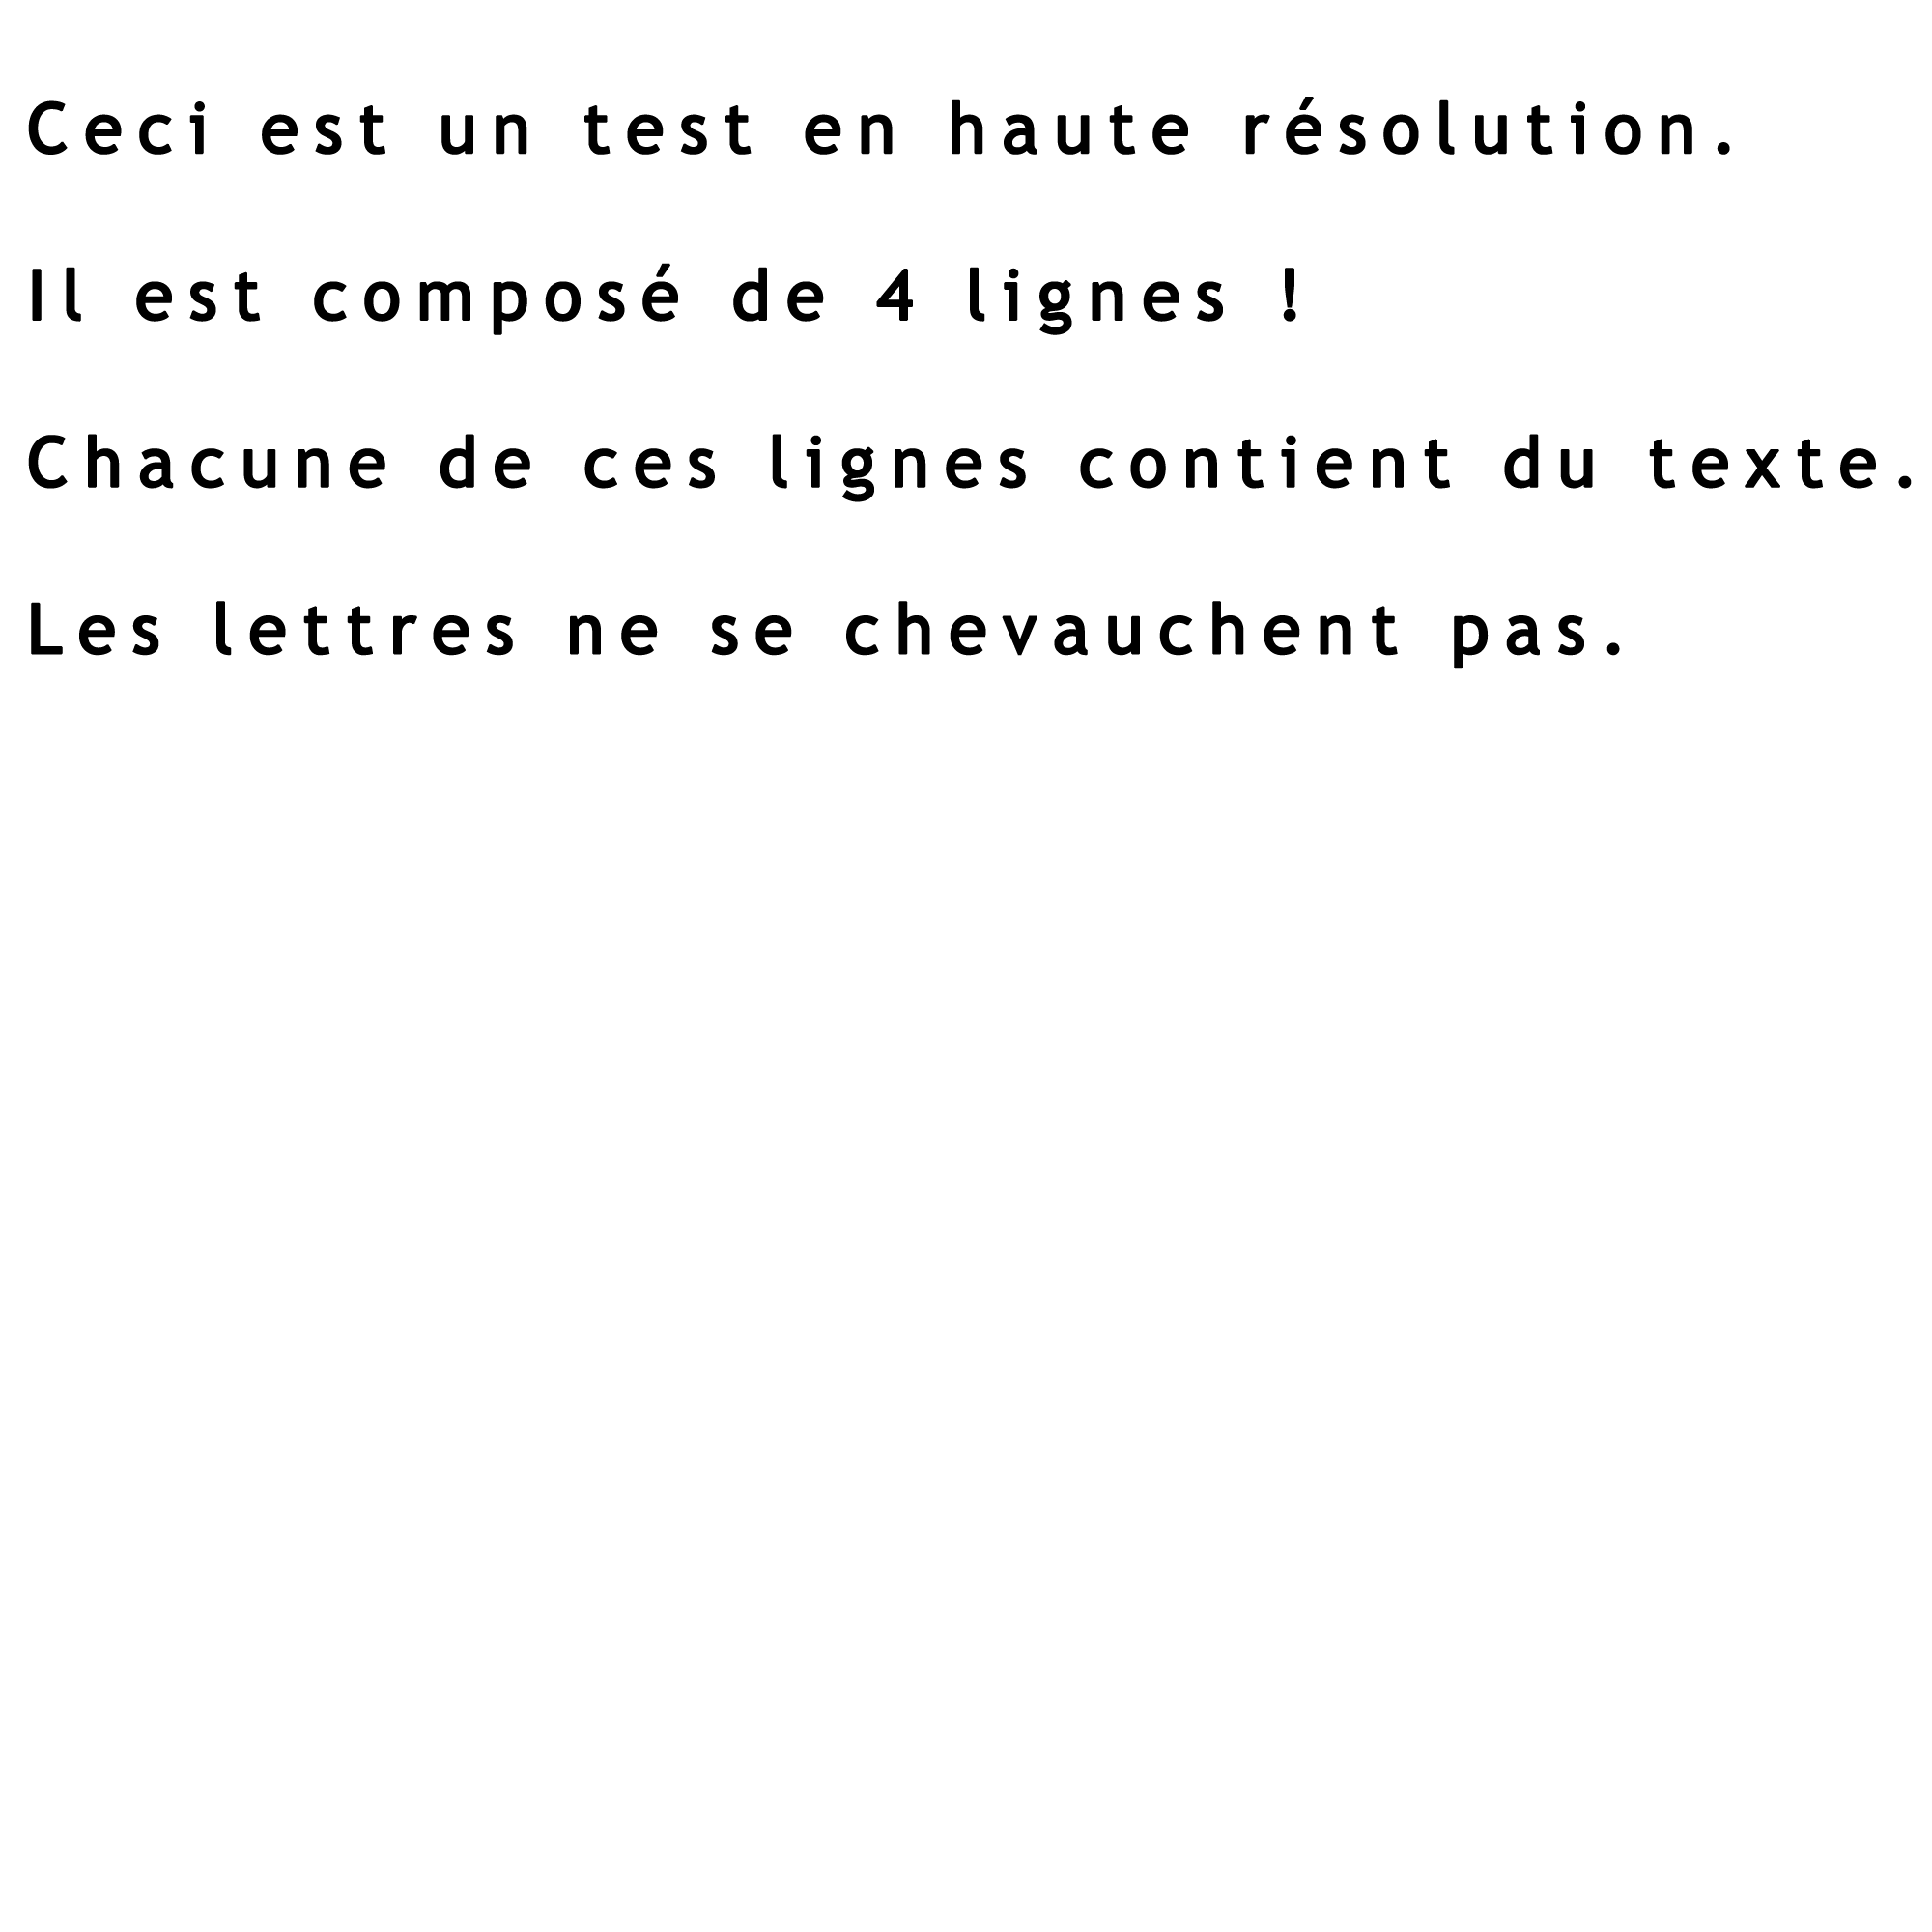 Ceci est un test en haute résolution.
Il est composé de 4 lignes !
Chacune de ces lignes contient du texte.
Les lettres ne se chevauchent pas.